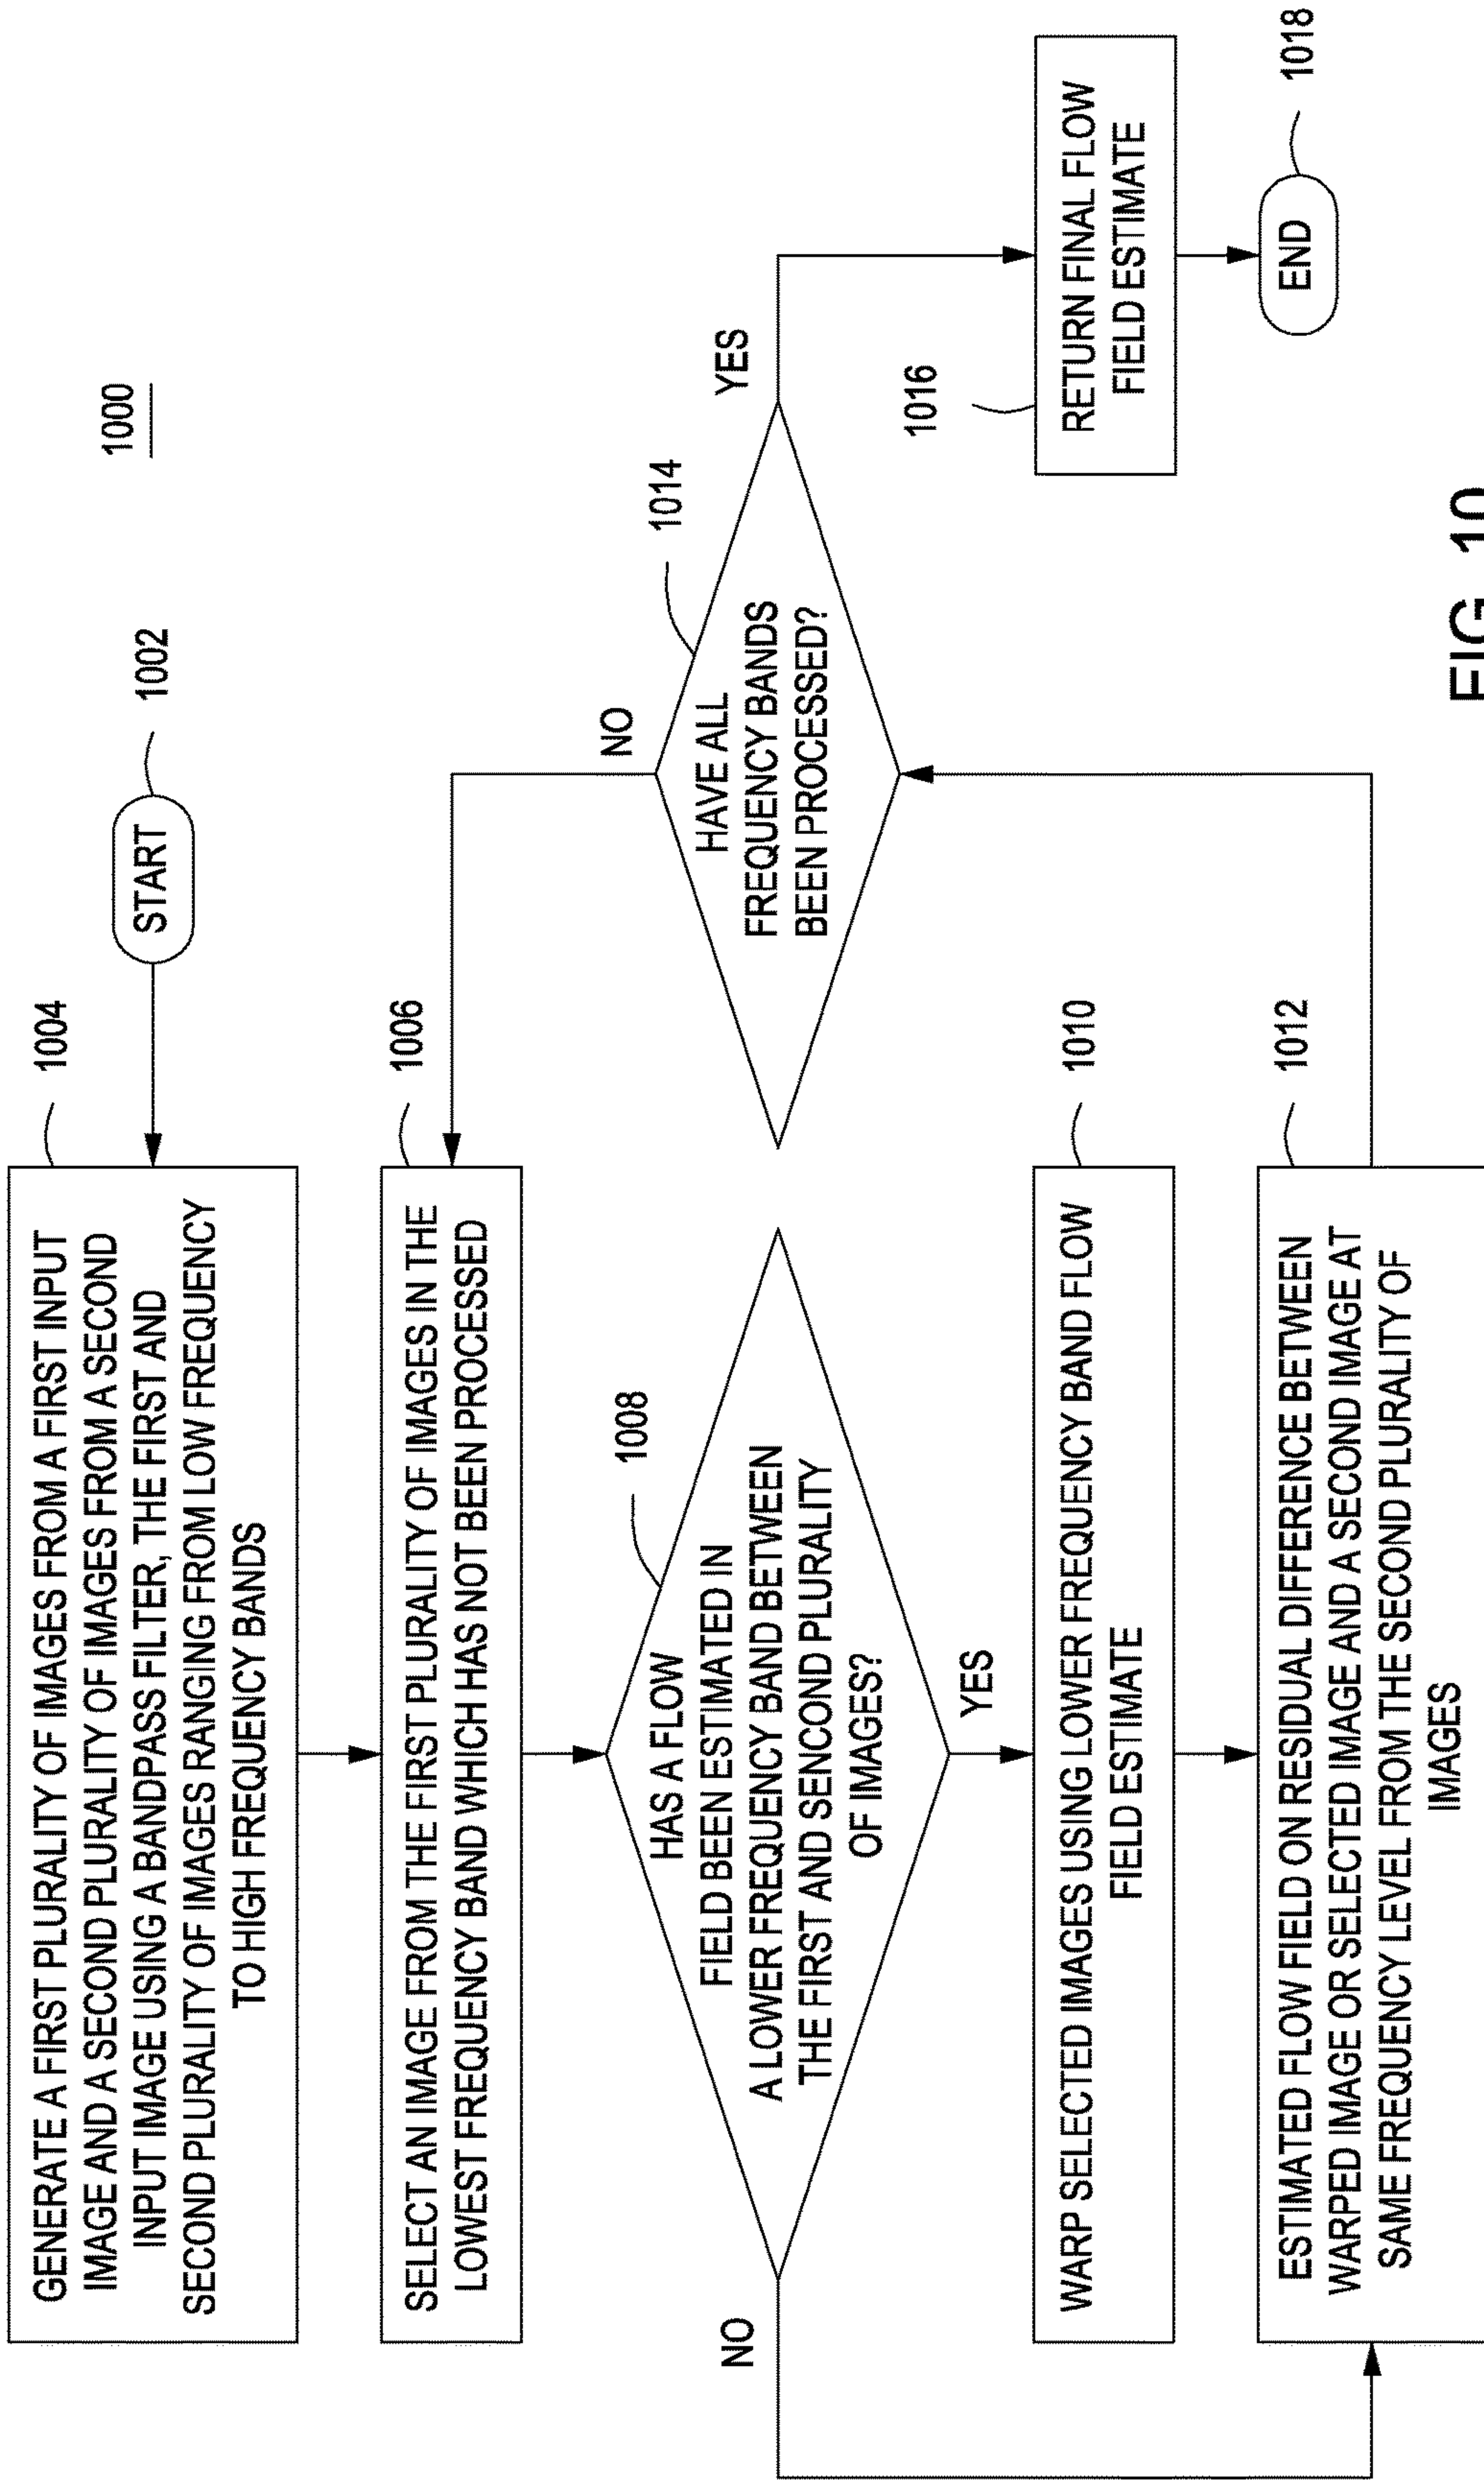 1000
START
1002
1004
GENERATE A FIRST PLURALITY OF IMAGES FROM A FIRST INPUT
IMAGE AND A SECOND PLURALITY OF IMAGES FROM A SECOND
INPUT IMAGE USING A BANDPASS FILTER, THE FIRST AND
SECOND PLURALITY OF IMAGES RANGING FROM LOW FREQUENCY
TO HIGH FREQUENCY BANDS
1006
SELECT AN IMAGE FROM THE FIRST PLURALITY OF IMAGES IN THE
LOWEST FREQUENCY BAND WHICH HAS NOT BEEN PROCESSED
1008
HAS A FLOW
FIELD BEEN ESTIMATED IN
A LOWER FREQUENCY BAND BETWEEN
THE FIRST AND SENCOND PLURALITY
OF IMAGES?
NO
YES
1010
WARP SELECTED IMAGES USING LOWER FREQUENCY BAND FLOW
FIELD ESTIMATE
1012
ESTIMATED FLOW FIELD ON RESIDUAL DIFFERENCE BETWEEN
WARPED IMAGE OR SELECTED IMAGE AND A SECOND IMAGE AT
SAME FREQUENCY LEVEL FROM THE SECOND PLURALITY OF
IMAGES
1014
HAVE ALL
FREQUENCY BANDS
BEEN PROCESSED?
NO
YES
1016
RETURN FINAL FLOW
FIELD ESTIMATE
END
1018
FIG. 10